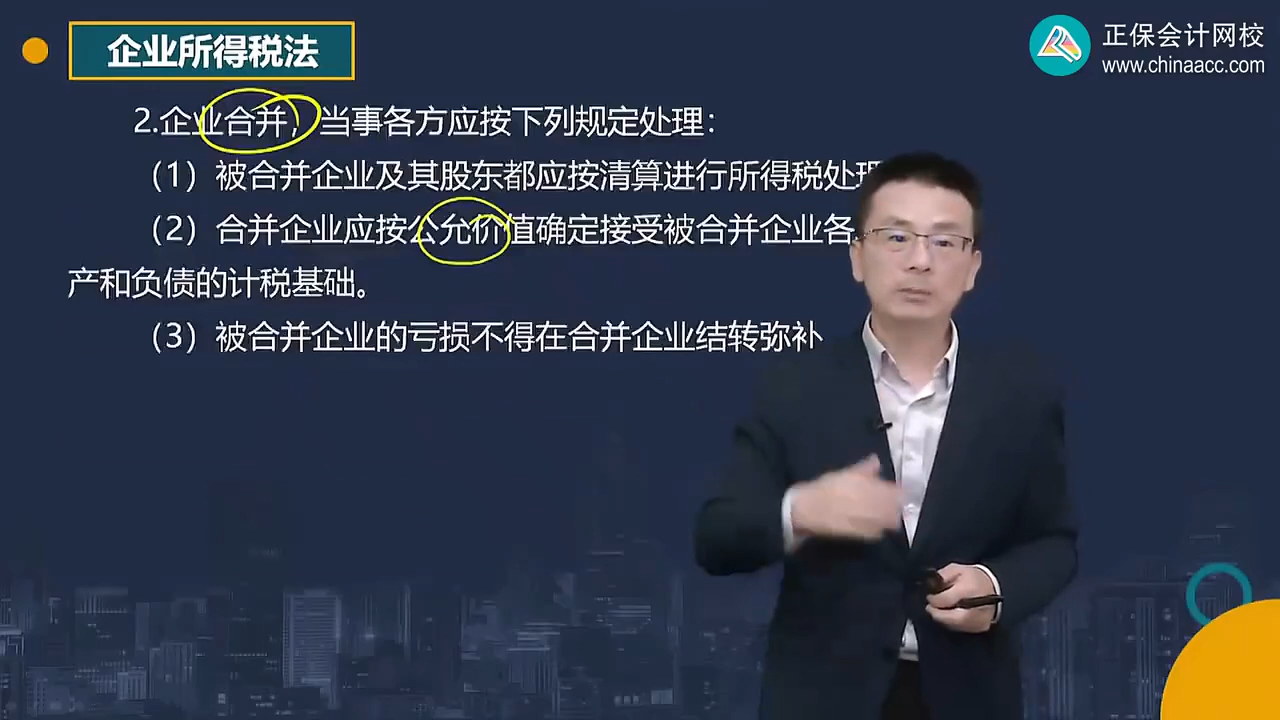 企业所得税法
正保会计网校
www.chinaacc.com
2.企业合并，当事各方应按下列规定处理：
（1）被合并企业及其股东都应按清算进行所得税处理
（2）合并企业应按公允价值确定接受被合并企业各
产和负债的计税基础。
（3）被合并企业的亏损不得在合并企业结转弥补